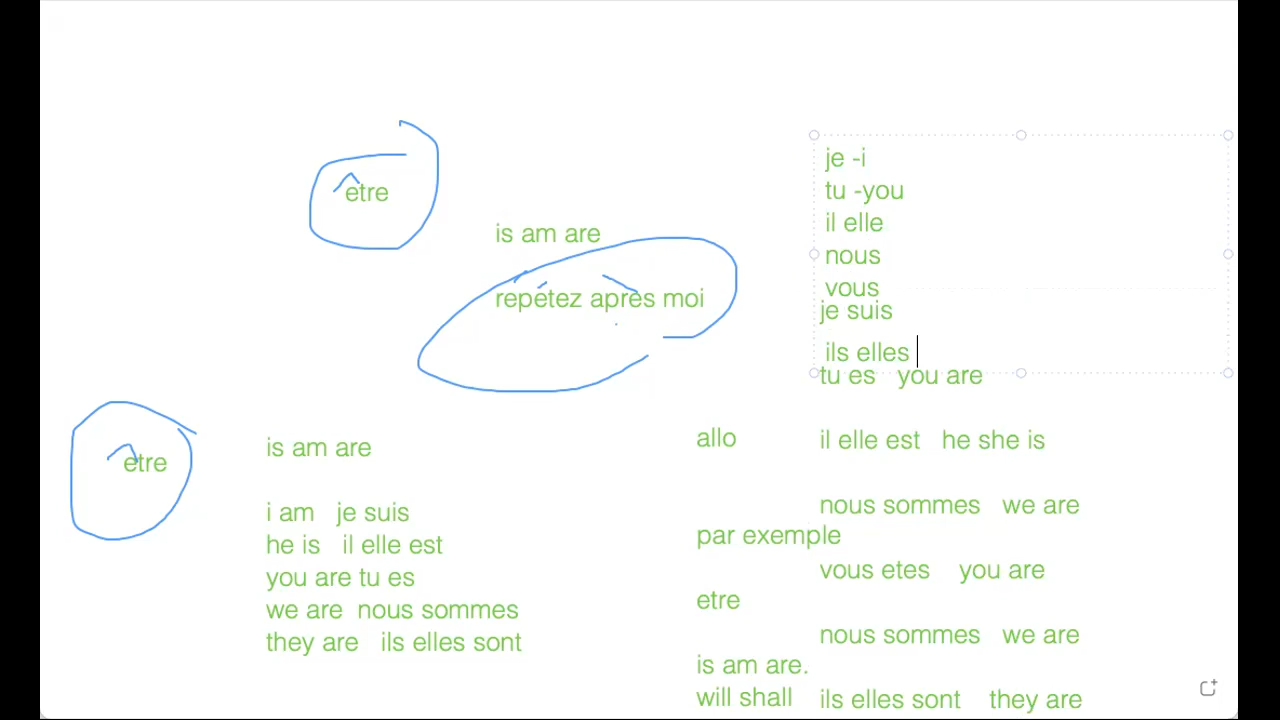 etre
is am are
repetez apres moi
je -i
tu -you
il elle
nous
vous
je suis
ils elles
tu es you are
il elle est he she is
nous sommes we are
vous etes you are
nous sommes we are
ils elles sont they are
allo
par exemple
etre
is am are.
will shall
être
is am are
i am je suis
he is il elle est
you are tu es
we are nous sommes
they are ils elles sont